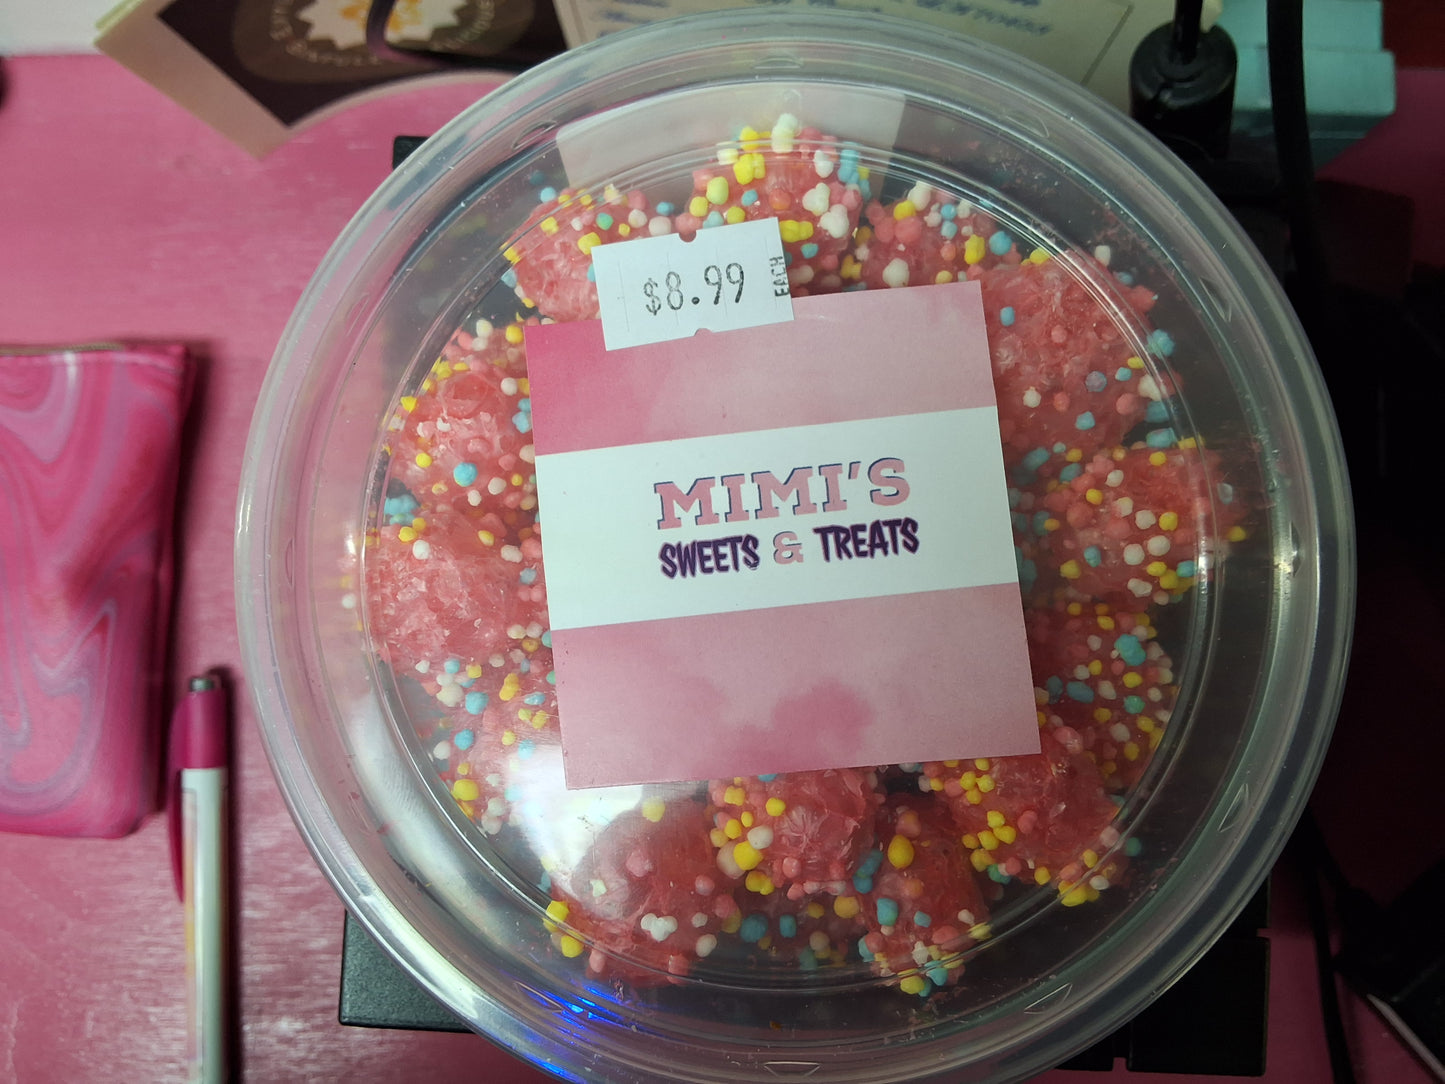 $8.99
EACH
MIMI'S
SWEETS & TREATS